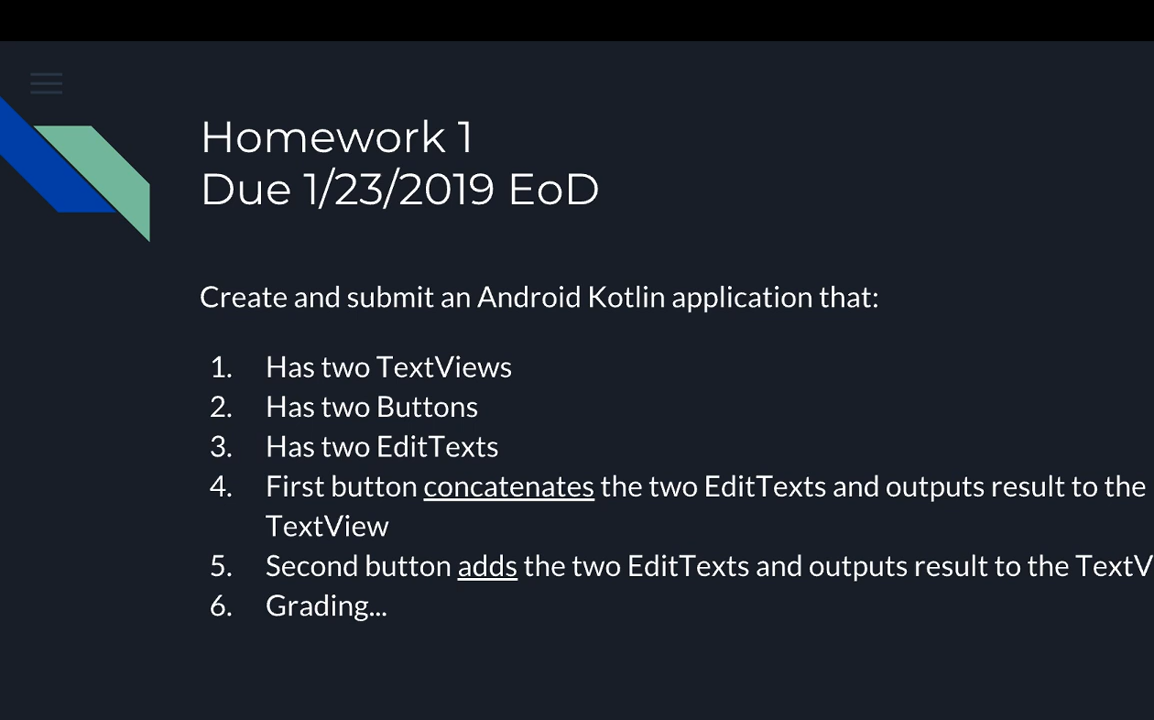 Homework 1
Due 1/23/2019 EoD
Create and submit an Android Kotlin application that:
1. Has two TextViews
2. Has two Buttons
3. Has two EditTexts
4. First button concatenates the two EditTexts and outputs result to the
TextView
5. Second button adds the two EditTexts and outputs result to the TextV
6. Grading...